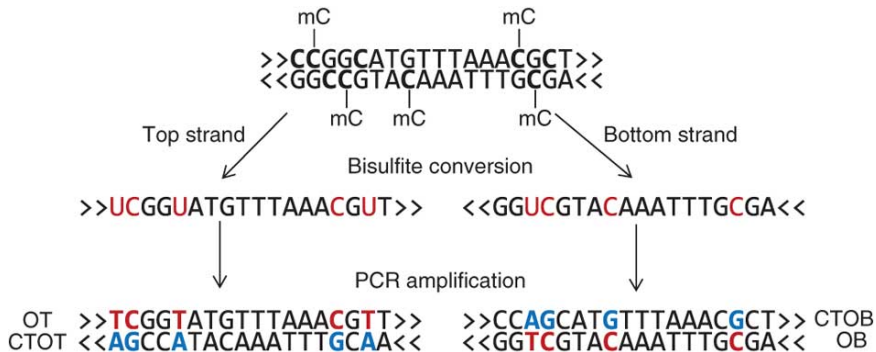 mC mC
>>CCGGCATGTTTAAACGCT>>
<<GGCCGTACAAATTTGCGA<<
mC mC mC
Top strand Bottom strand
Bisulfite conversion
>>UCGGUATGTTTAAACGUT>> <<GGUCGTACAAATTTGCGA<<
PCR amplification
OT >>TCGGTATGTTTAAACGTT>> >>CCAGCATGTTTAAACGCT>> CTOB
CTOT <<AGCCATACAAATTTGCAA<< <<GGTCGTACAAATTTGCGA<< OB